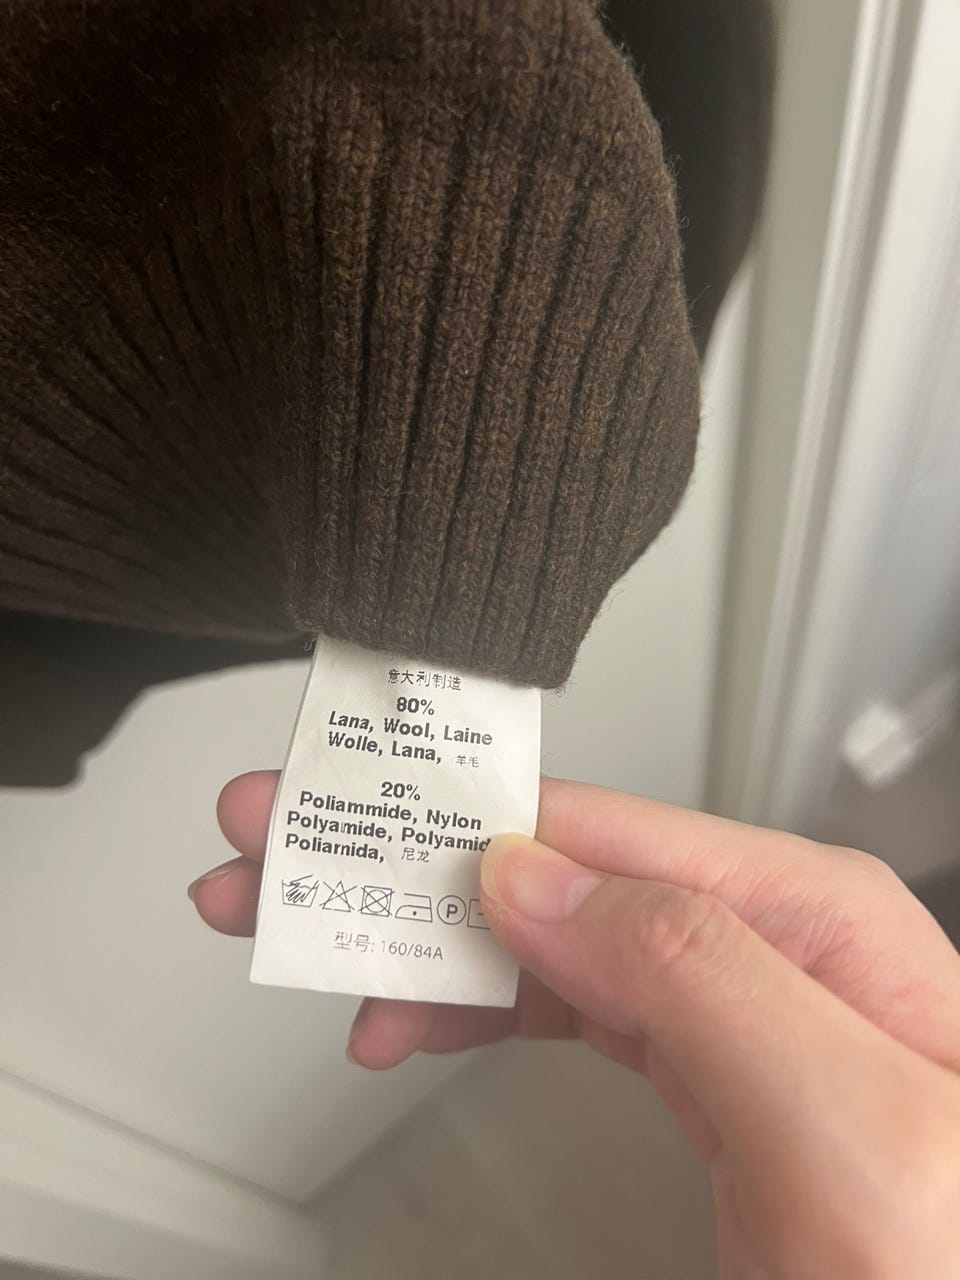 意大利制造
80%
Lana, Wool, Laine
Wolle, Lana, 羊毛
20%
Poliammide, Nylon
Polyamide, Polyamid
Poliarnida, 尼龙
P
型号: 160/84A